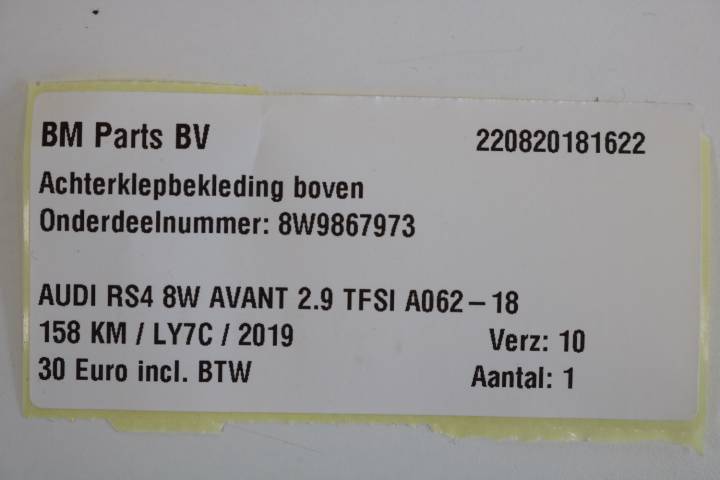 BM Parts BV 220820181622
Achterklepbekleding boven
Onderdeelnummer: 8W9867973
AUDI RS4 8W AVANT 2.9 TFSI A062-18
158 KM / LY7C / 2019 Verz: 10
30 Euro incl. BTW Aantal: 1